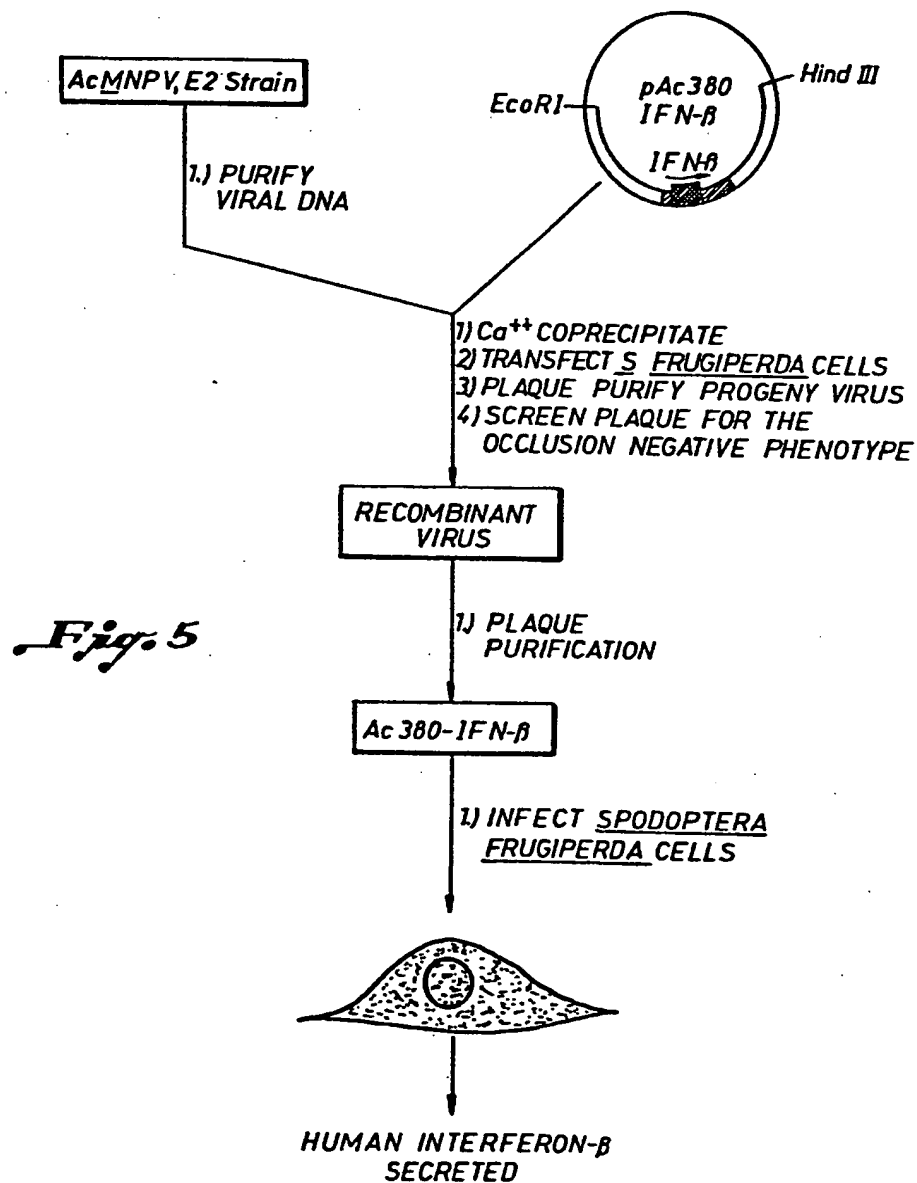 AcMNPV, E2 Strain
1.) PURIFY
VIRAL DNA
EcoRI
pAc380
IFN-β
Hind III
IFN-β
1) Ca++ COPRECIPITATE
2) TRANSFECT S FRUGIPERDA CELLS
3) PLAQUE PURIFY PROGENY VIRUS
4) SCREEN PLAQUE FOR THE
OCCLUSION NEGATIVE PHENOTYPE
RECOMBINANT
VIRUS
Fig. 5
1.) PLAQUE
PURIFICATION
Ac 380-IFN-β
1.) INFECT SPODOPTERA
FRUGIPERDA CELLS
HUMAN INTERFERON-β
SECRETED